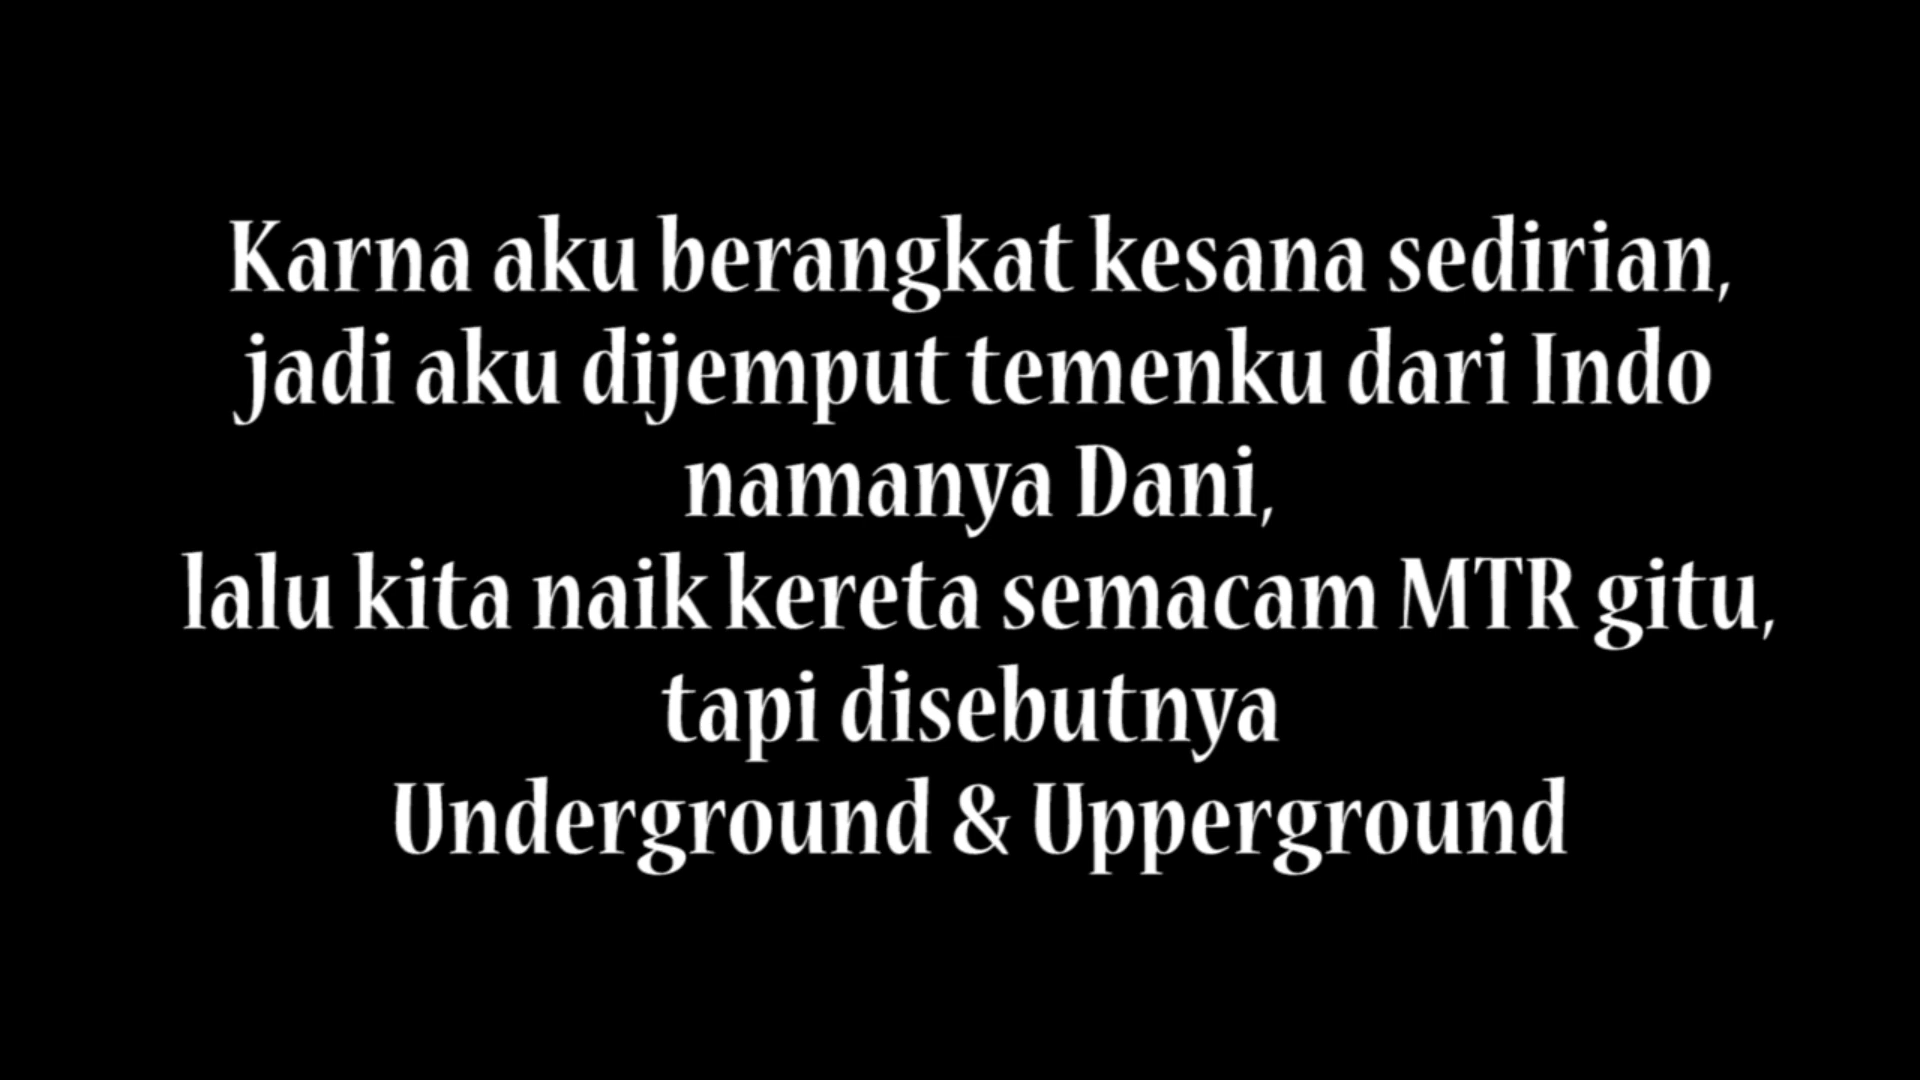 Karna aku berangkat kesana sedirian,
jadi aku dijemput temenku dari Indo
namanya Dani,
lalu kita naik kereta semacam MTR gitu,
tapi disebutnya
Underground & Upperground